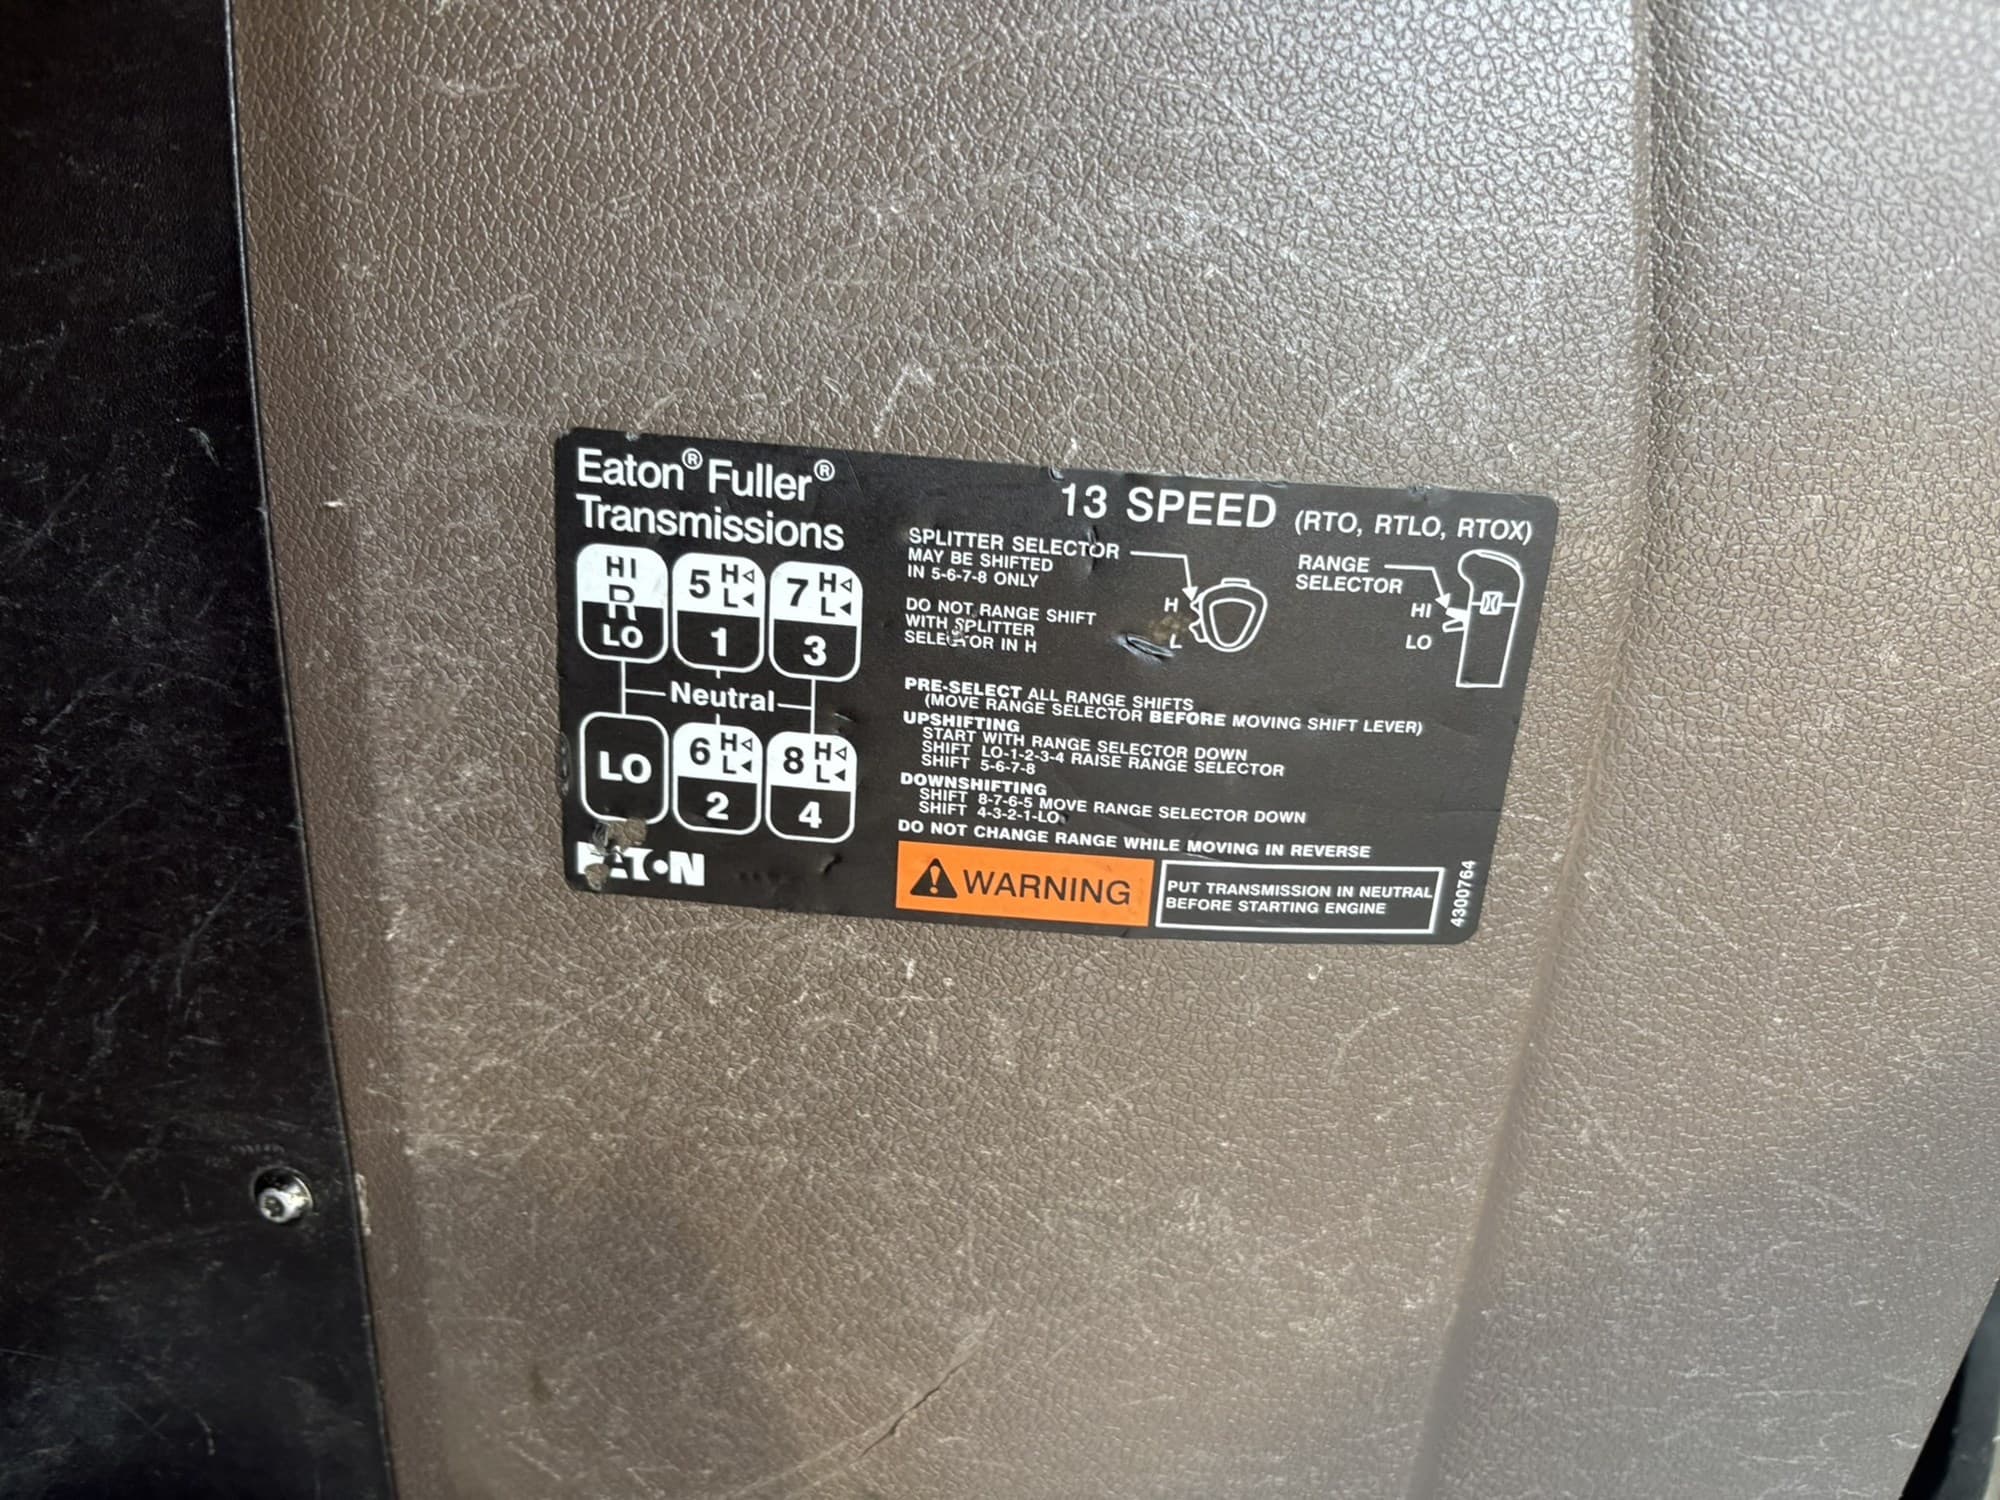 Eaton® Fuller®
Transmissions
13 SPEED (RTO, RTLO, RTOX)
HI
R
LO
5 H
L
1
7 H
L
3
Neutral
LO
6 H
L
2
8 H
L
4
EATON
SPLITTER SELECTOR
MAY BE SHIFTED
IN 5-6-7-8 ONLY
DO NOT RANGE SHIFT
WITH SPLITTER
SELECTOR IN H
H
L
RANGE
SELECTOR
HI
LO
PRE-SELECT ALL RANGE SHIFTS
(MOVE RANGE SELECTOR BEFORE MOVING SHIFT LEVER)
UPSHIFTING
START WITH RANGE SELECTOR DOWN
SHIFT LO-1-2-3-4 RAISE RANGE SELECTOR
SHIFT 5-6-7-8
DOWNSHIFTING
SHIFT 8-7-6-5 MOVE RANGE SELECTOR DOWN
SHIFT 4-3-2-1-LO
DO NOT CHANGE RANGE WHILE MOVING IN REVERSE
WARNING
PUT TRANSMISSION IN NEUTRAL
BEFORE STARTING ENGINE
4300764